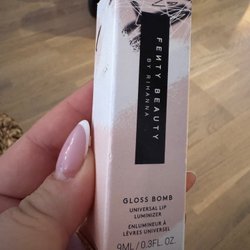 FENTY BEAUTY
BY RIHANNA
GLOSS BOMB
UNIVERSAL LIP
LUMINIZER
ENLUMINEUR À
LÈVRES UNIVERSEL
9ML / 0.3FL. OZ